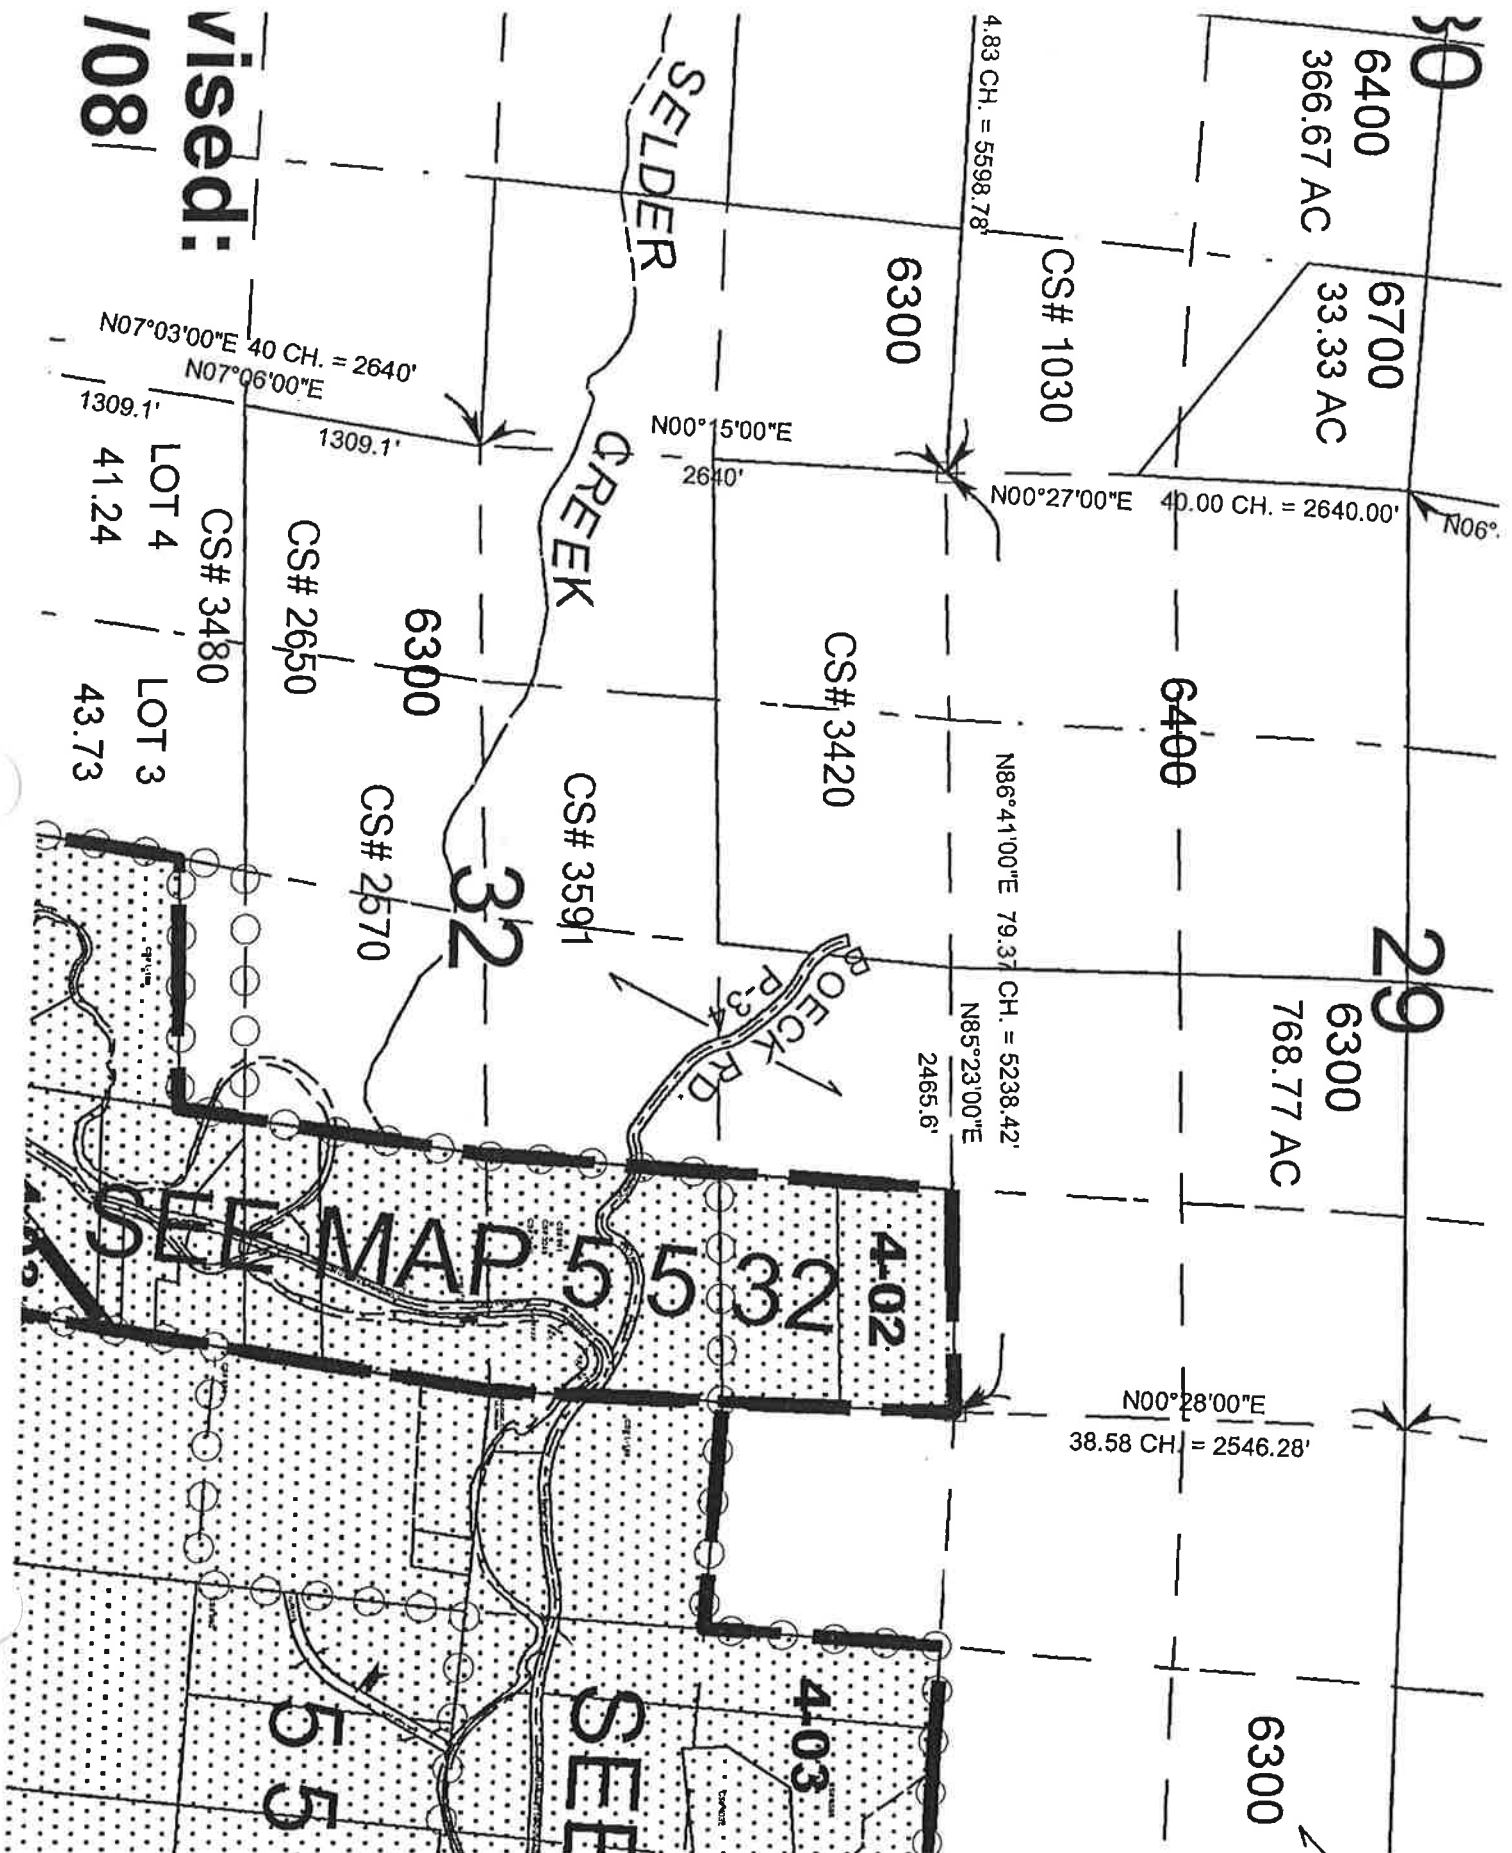 30
6400
366.67 AC
6700
33.33 AC
4.83 CH. = 5598.78'
CS# 1030
6300
N00°27'00"E 40.00 CH. = 2640.00'
N06°
SELDER
CREEK
N00°15'00"E
2640'
vised:
/08
N07°03'00"E 40 CH. = 2640'
N07°06'00"E
1309.1'
1309.1'
LOT 4
41.24
CS# 3480
CS# 2650
6300
LOT 3
43.73
CS# 3420
6400
N86°41'00"E 79.37 CH. = 5238.42'
N85°23'00"E
2465.6'
29
6300
768.77 AC
CS# 3591
CS# 2570
32
BOECK RD
P-34
SEE MAP 5 5 32
4-02
N00°28'00"E
38.58 CH. = 2546.28'
4-03
SEE
5 5
6300